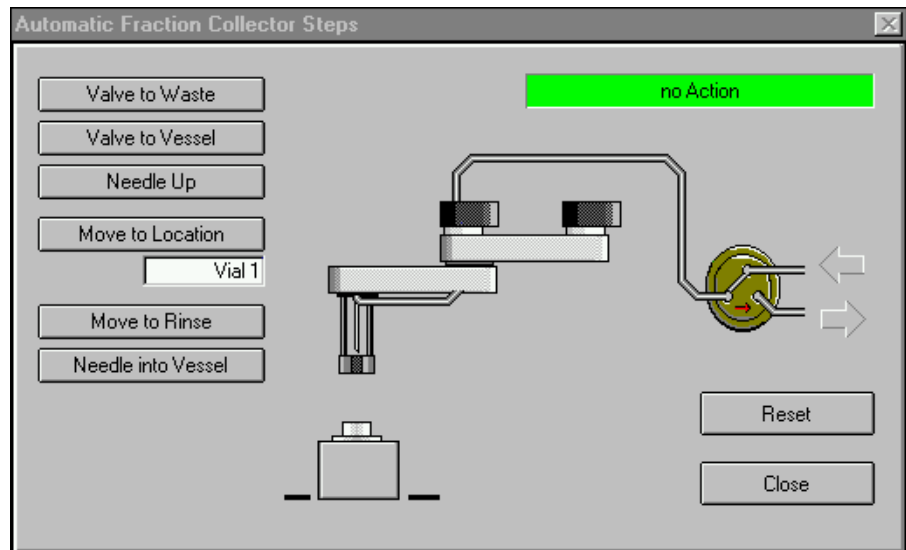 Automatic Fraction Collector Steps
Valve to Waste
no Action
Valve to Vessel
Needle Up
Move to Location
Vial 1
Move to Rinse
Needle into Vessel
Reset
Close